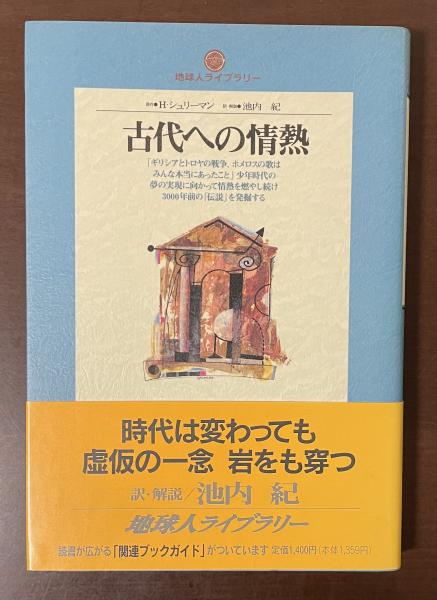 地球人ライブラリー
原作●H・シュリーマン 訳・解説●池内 紀
古代への情熱
「ギリシアとトロヤの戦争、ホメロスの歌は
みんな本当にあったこと」少年時代の
夢の実現に向かって情熱を燃やし続け
3000年前の「伝説」を発掘する
時代は変わっても
虚仮の一念 岩をも穿つ
訳・解説/池内 紀
地球人ライブラリー
読書が広がる「関連ブックガイド」がついています 定価1,400円(本体1,359円)